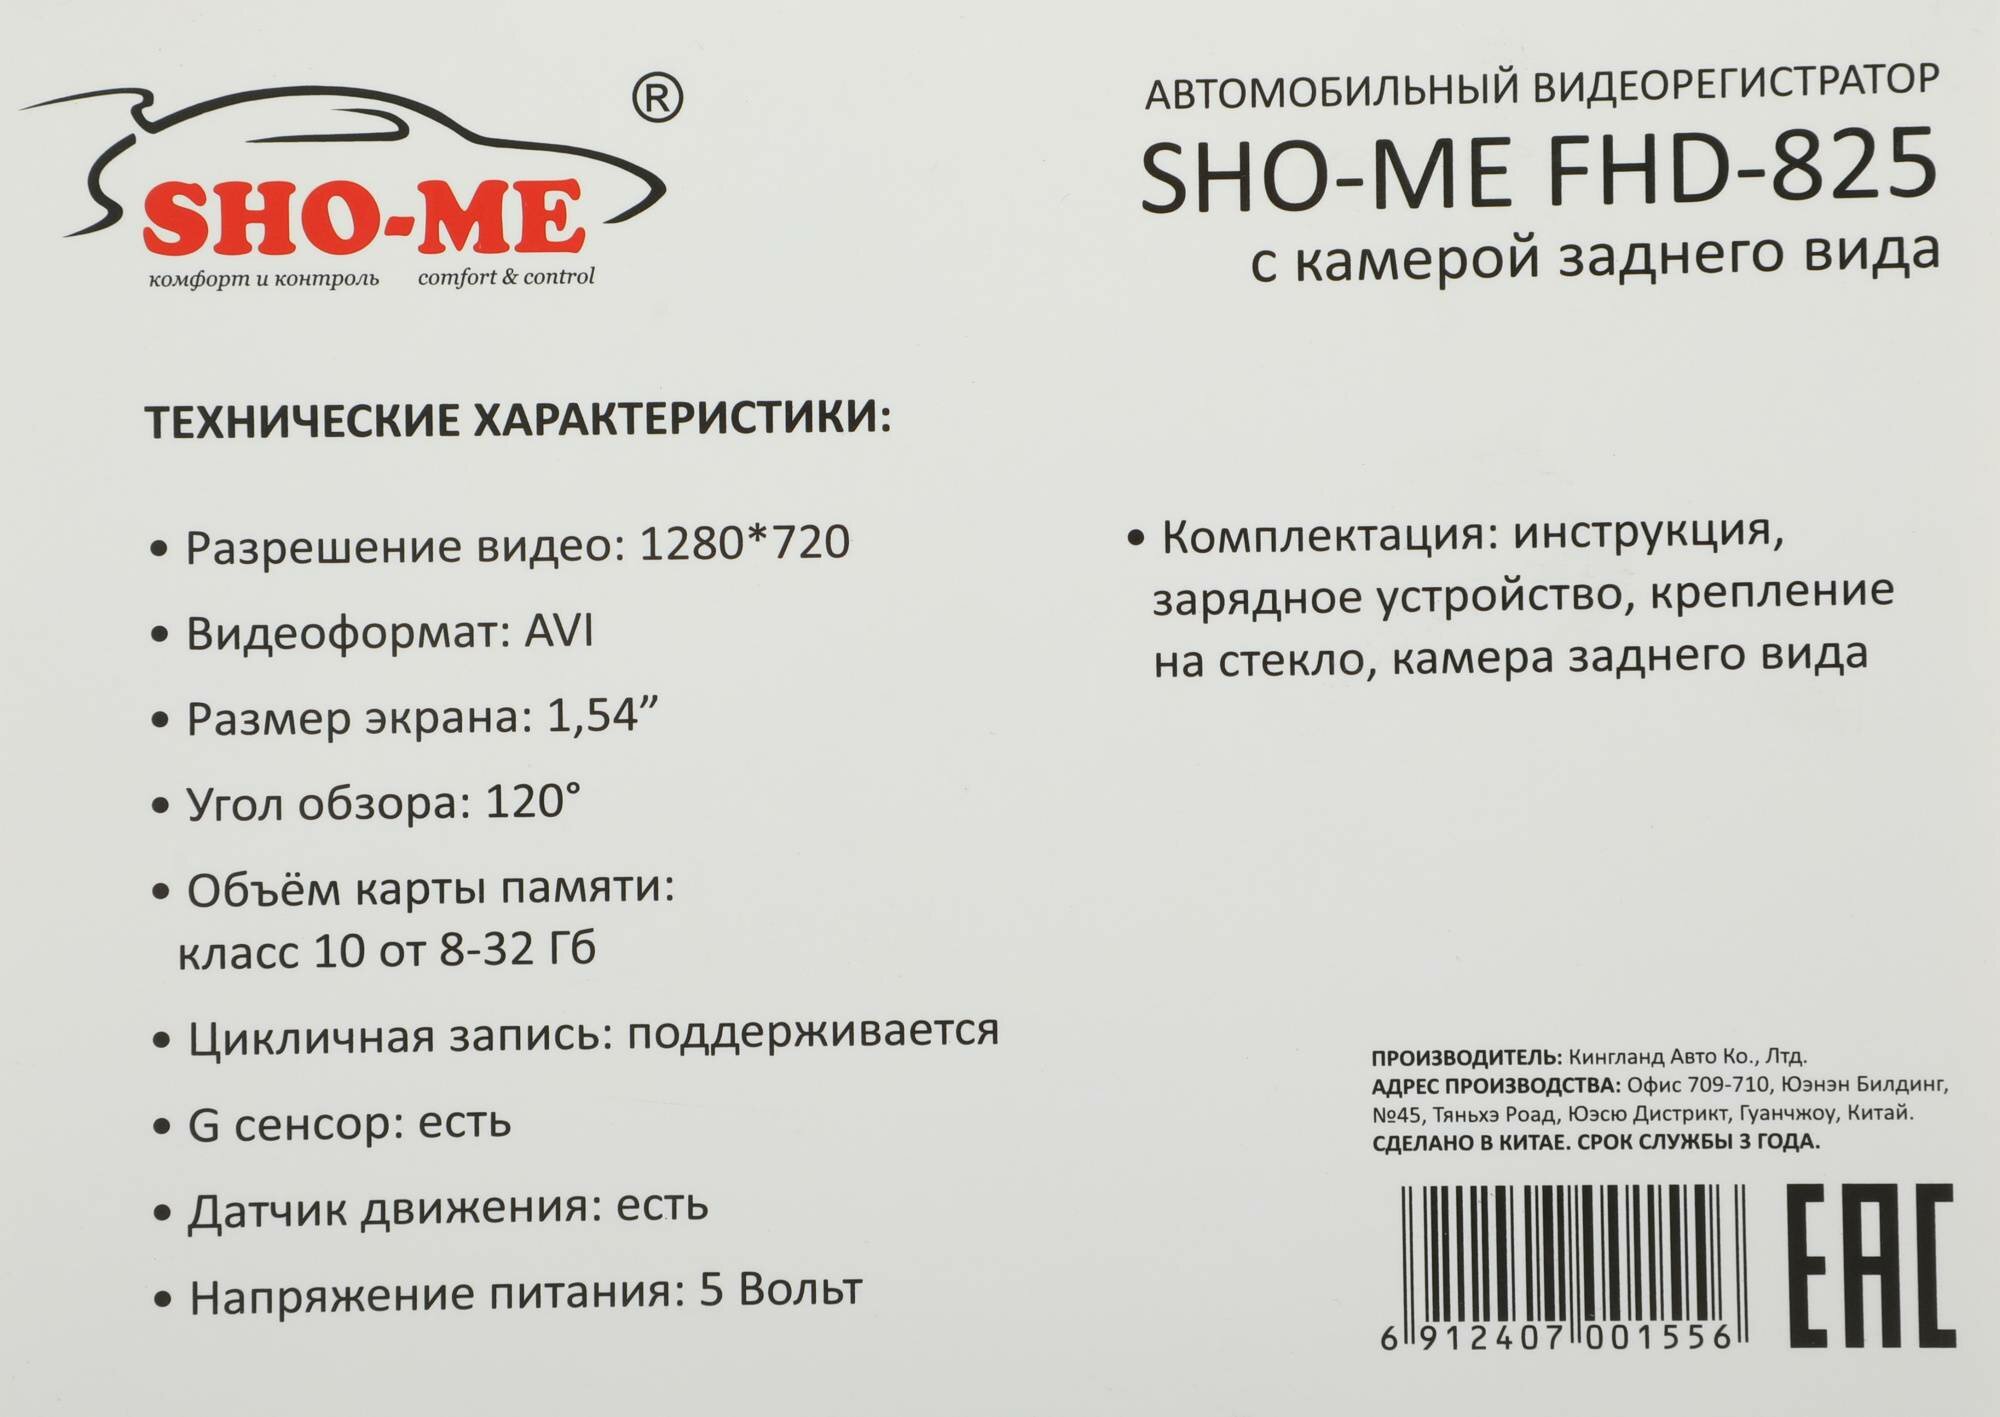 ®
SHO-ME
комфорт и контроль comfort & control
АВТОМОБИЛЬНЫЙ ВИДЕОРЕГИСТРАТОР
SHO-ME FHD-825
с камерой заднего вида
ТЕХНИЧЕСКИЕ ХАРАКТЕРИСТИКИ:
• Разрешение видео: 1280*720
• Видеоформат: AVI
• Размер экрана: 1,54”
• Угол обзора: 120°
• Объём карты памяти:
класс 10 от 8-32 Гб
• Цикличная запись: поддерживается
• G сенсор: есть
• Датчик движения: есть
• Напряжение питания: 5 Вольт
• Комплектация: инструкция,
зарядное устройство, крепление
на стекло, камера заднего вида
ПРОИЗВОДИТЕЛЬ: Кингланд Авто Ко., Лтд.
АДРЕС ПРОИЗВОДСТВА: Офис 709-710, Юэнэн Билдинг,
№45, Тяньхэ Роад, Юэсю Дистрикт, Гуанчжоу, Китай.
СДЕЛАНО В КИТАЕ. СРОК СЛУЖБЫ 3 ГОДА.
6 912407 001556
EAC